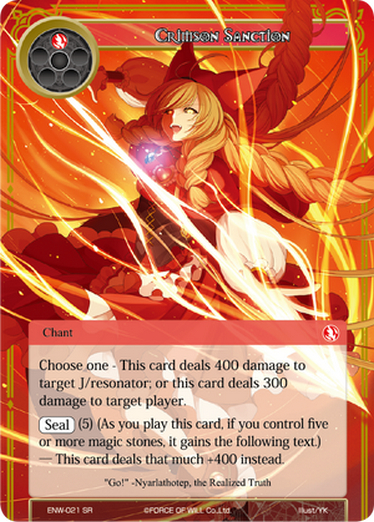 Crimson Sanction
Chant
Choose one - This card deals 400 damage to
target J/resonator; or this card deals 300
damage to target player.
Seal (5) (As you play this card, if you control five
or more magic stones, it gains the following text.)
— This card deals that much +400 instead.
"Go!" -Nyarlathotep, the Realized Truth
ENW-021 SR ©FORCE OF WILL Co.,Ltd. Illust/YK